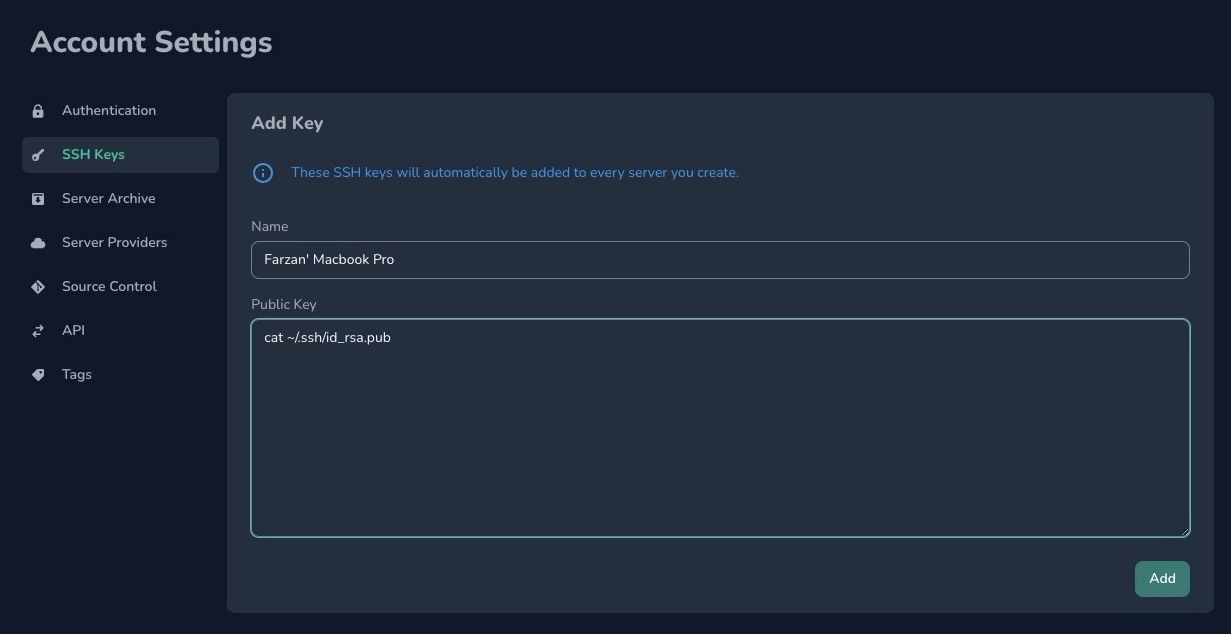 Account Settings
Authentication
SSH Keys
Server Archive
Server Providers
Source Control
API
Tags
Add Key
These SSH keys will automatically be added to every server you create.
Name
Farzan' Macbook Pro
Public Key
cat ~/.ssh/id_rsa.pub
Add